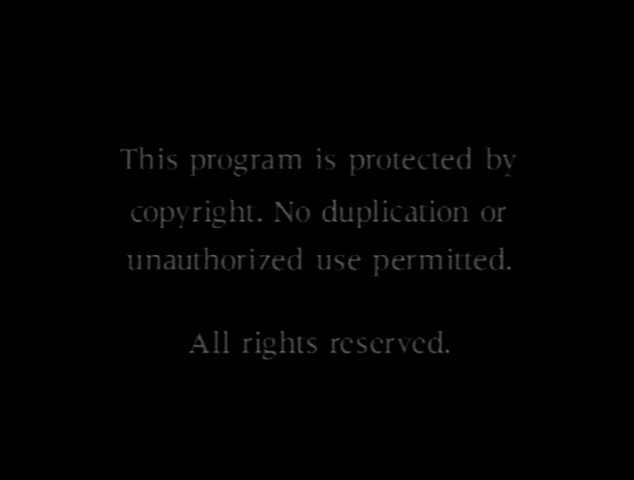 This program is protected by
copyright. No duplication or
unauthorized use permitted.
All rights reserved.